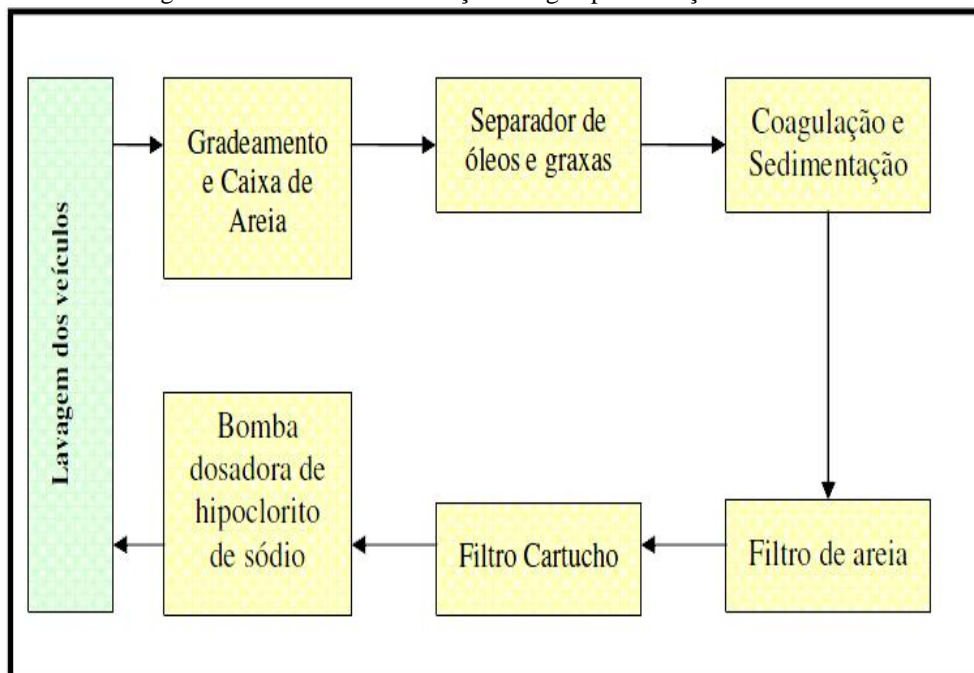 Lavagem dos veículos
Gradeamento
e Caixa de
Areia
Separador de
óleos e graxas
Coagulação e
Sedimentação
Filtro de areia
Filtro Cartucho
Bomba
dosadora de
hipoclorito
de sódio